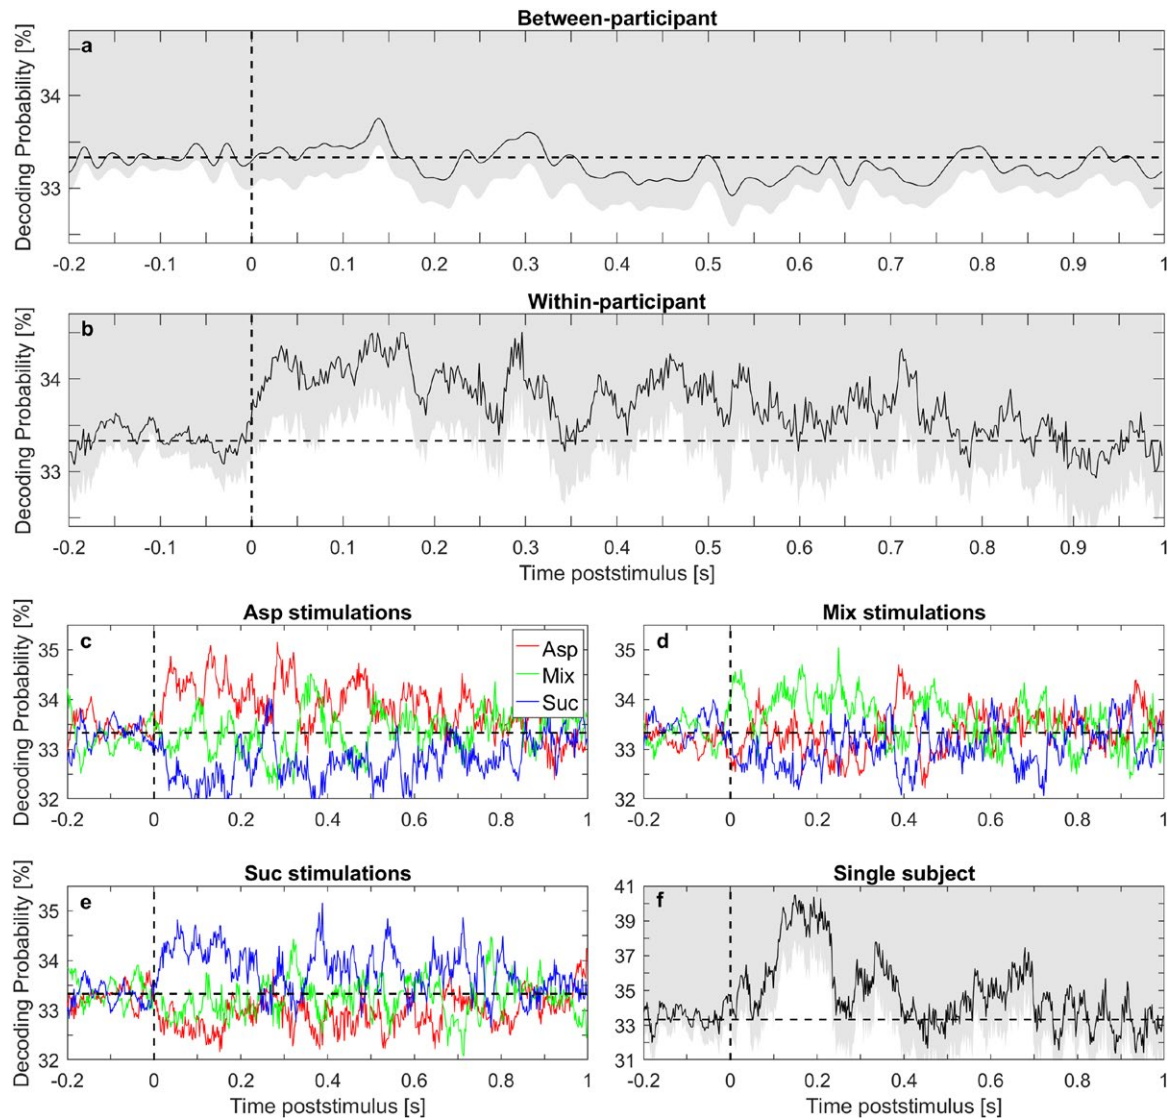 Between-participant
a
Decoding Probability [%]
34
33
-0.2 -0.1 0 0.1 0.2 0.3 0.4 0.5 0.6 0.7 0.8 0.9 1
Within-participant
b
Decoding Probability [%]
34
33
-0.2 -0.1 0 0.1 0.2 0.3 0.4 0.5 0.6 0.7 0.8 0.9 1
Time poststimulus [s]
Asp stimulations
c
Decoding Probability [%]
35
34
33
32
Asp
Mix
Suc
-0.2 0 0.2 0.4 0.6 0.8 1
Mix stimulations
d
35
34
33
32
-0.2 0 0.2 0.4 0.6 0.8 1
Suc stimulations
e
Decoding Probability [%]
35
34
33
32
-0.2 0 0.2 0.4 0.6 0.8 1
Time poststimulus [s]
Single subject
f
41
39
37
35
33
31
-0.2 0 0.2 0.4 0.6 0.8 1
Time poststimulus [s]